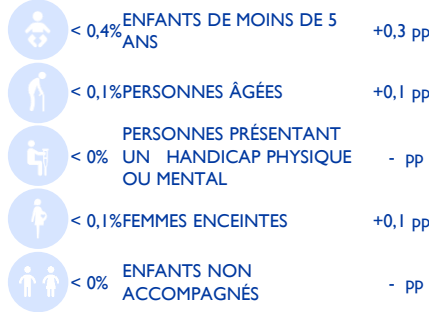 < 0,4% ENFANTS DE MOINS DE 5 ANS +0,3 pp
< 0,1% PERSONNES ÂGÉES +0,1 pp
< 0% PERSONNES PRÉSENTANT UN HANDICAP PHYSIQUE OU MENTAL - pp
< 0,1% FEMMES ENCEINTES +0,1 pp
< 0% ENFANTS NON ACCOMPAGNÉS - pp